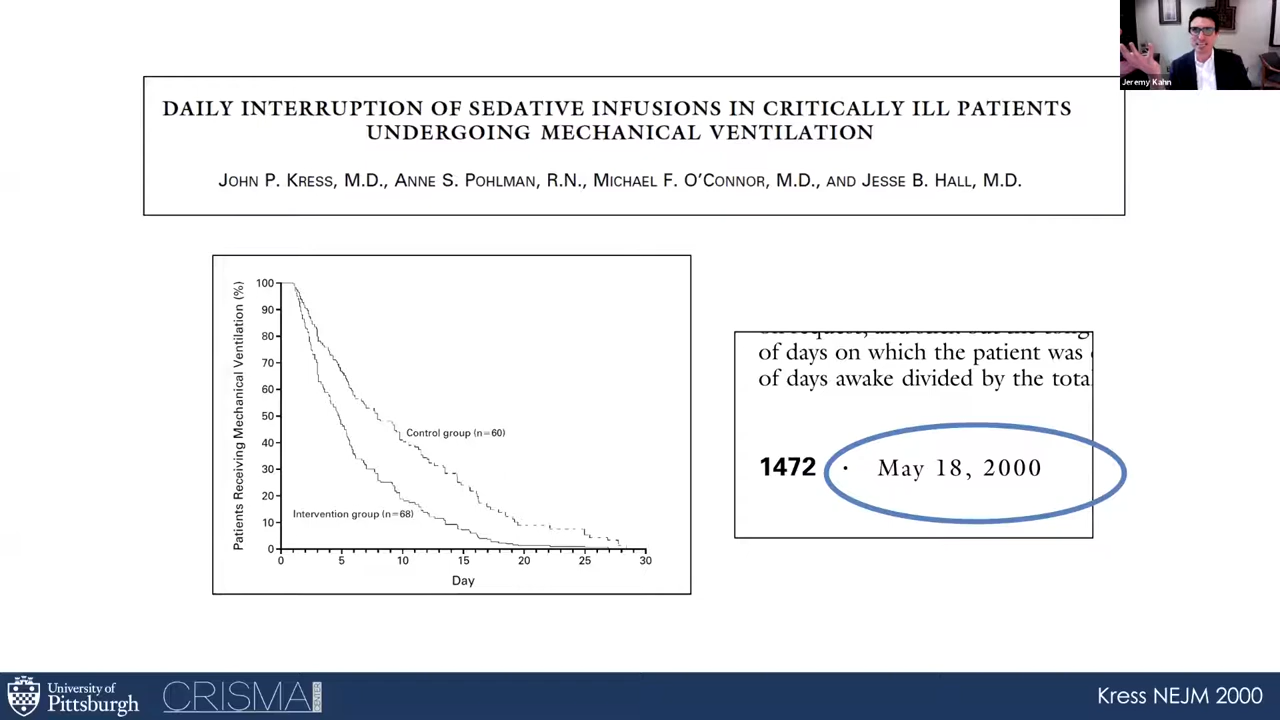 Jeremy Kahn
DAILY INTERRUPTION OF SEDATIVE INFUSIONS IN CRITICALLY ILL PATIENTS
UNDERGOING MECHANICAL VENTILATION
JOHN P. KRESS, M.D., ANNE S. POHLMAN, R.N., MICHAEL F. O'CONNOR, M.D., AND JESSE B. HALL, M.D.
Patients Receiving Mechanical Ventilation (%)
100
90
80
70
60
50
40
30
20
10
0
Control group (n=60)
Intervention group (n=68)
0 5 10 15 20 25 30
Day
of days on which the patient was
of days awake divided by the total
1472 · May 18, 2000
University of
Pittsburgh
CRISMA
CENTER
Kress NEJM 2000